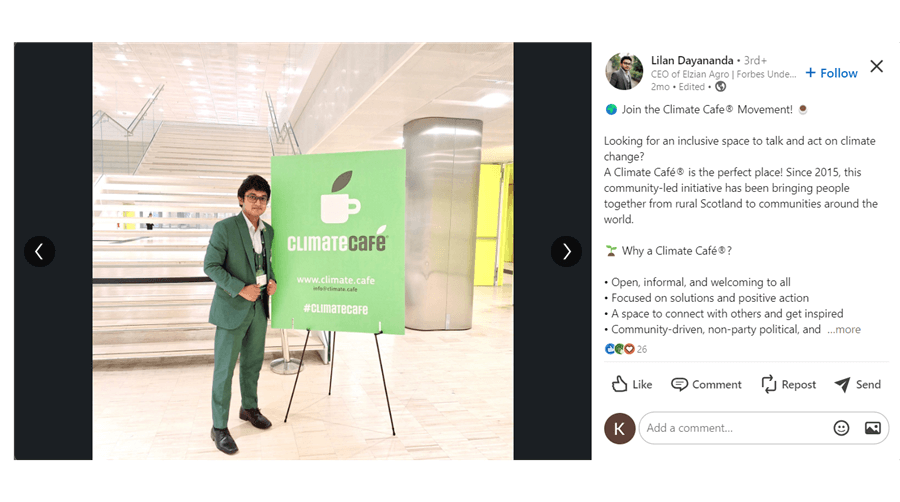 CLIMATECAFÉ
www.climate.cafe
info@climate.cafe
#CLIMATECAFE
Lilan Dayananda • 3rd+
CEO of Elzian Agro | Forbes Unde...
2mo • Edited •
+ Follow
Join the Climate Cafe® Movement!
Looking for an inclusive space to talk and act on climate
change?
A Climate Café® is the perfect place! Since 2015, this
community-led initiative has been bringing people
together from rural Scotland to communities around the
world.
Why a Climate Café®?
• Open, informal, and welcoming to all
• Focused on solutions and positive action
• A space to connect with others and get inspired
• Community-driven, non-party political, and ...more
26
Like Comment Repost Send
K Add a comment...